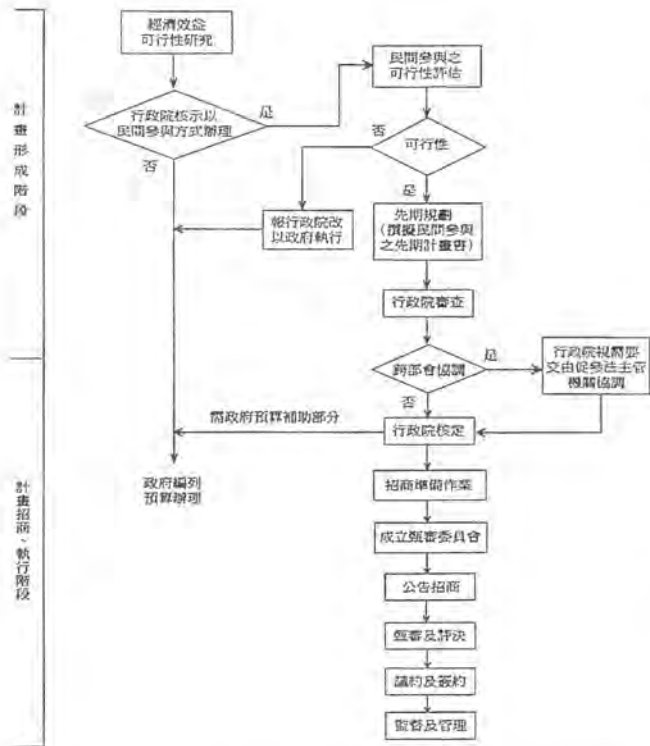 經濟效益
可行性研究
行政院核示以
民間參與方式辦理
是
否
民間參與之
可行性評估
可行性
否
是
報行政院改
以政府執行
先期規劃
(撰擬民間參與
之先期計畫書)
行政院審查
跨部會協調
是
否
行政院視需要
交由促參法主管
機關協調
行政院核定
需政府預算補助部分
政府編列
預算辦理
招商準備作業
成立甄審委員會
公告招商
甄審及評決
議約及簽約
監督及管理
計畫形成階段
計畫招商、執行階段